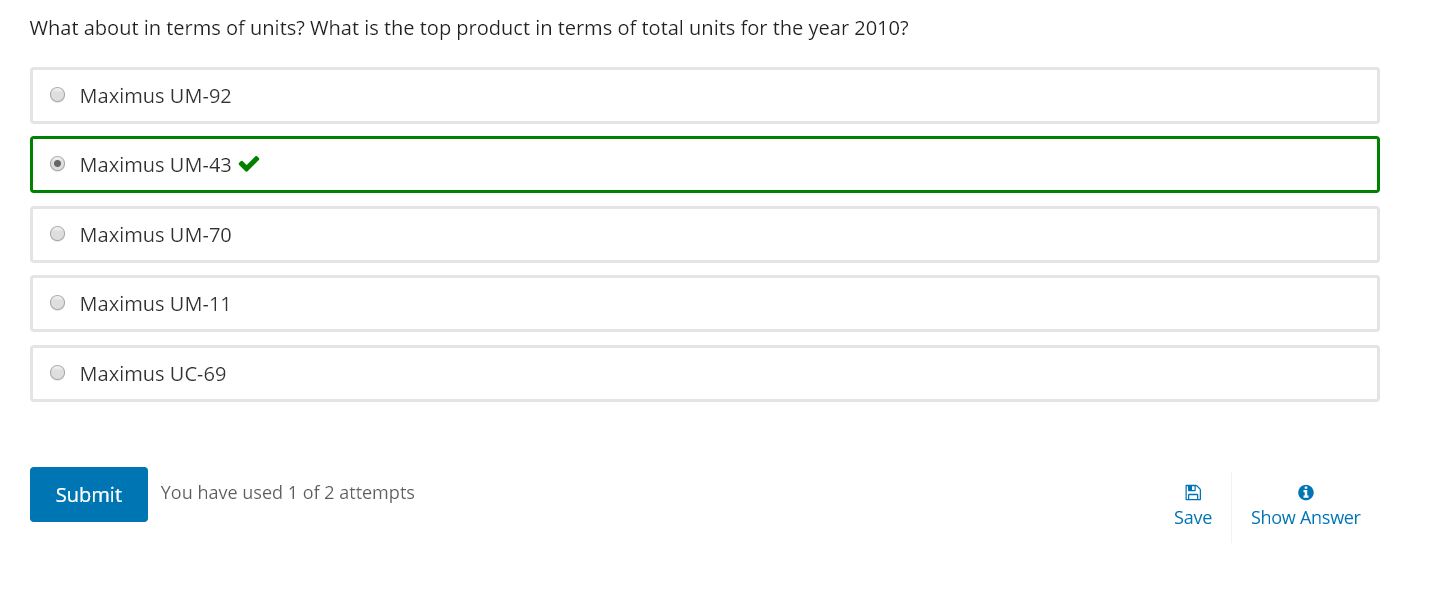 What about in terms of units? What is the top product in terms of total units for the year 2010?
Maximus UM-92
Maximus UM-43
Maximus UM-70
Maximus UM-11
Maximus UC-69
Submit
You have used 1 of 2 attempts
Save
Show Answer